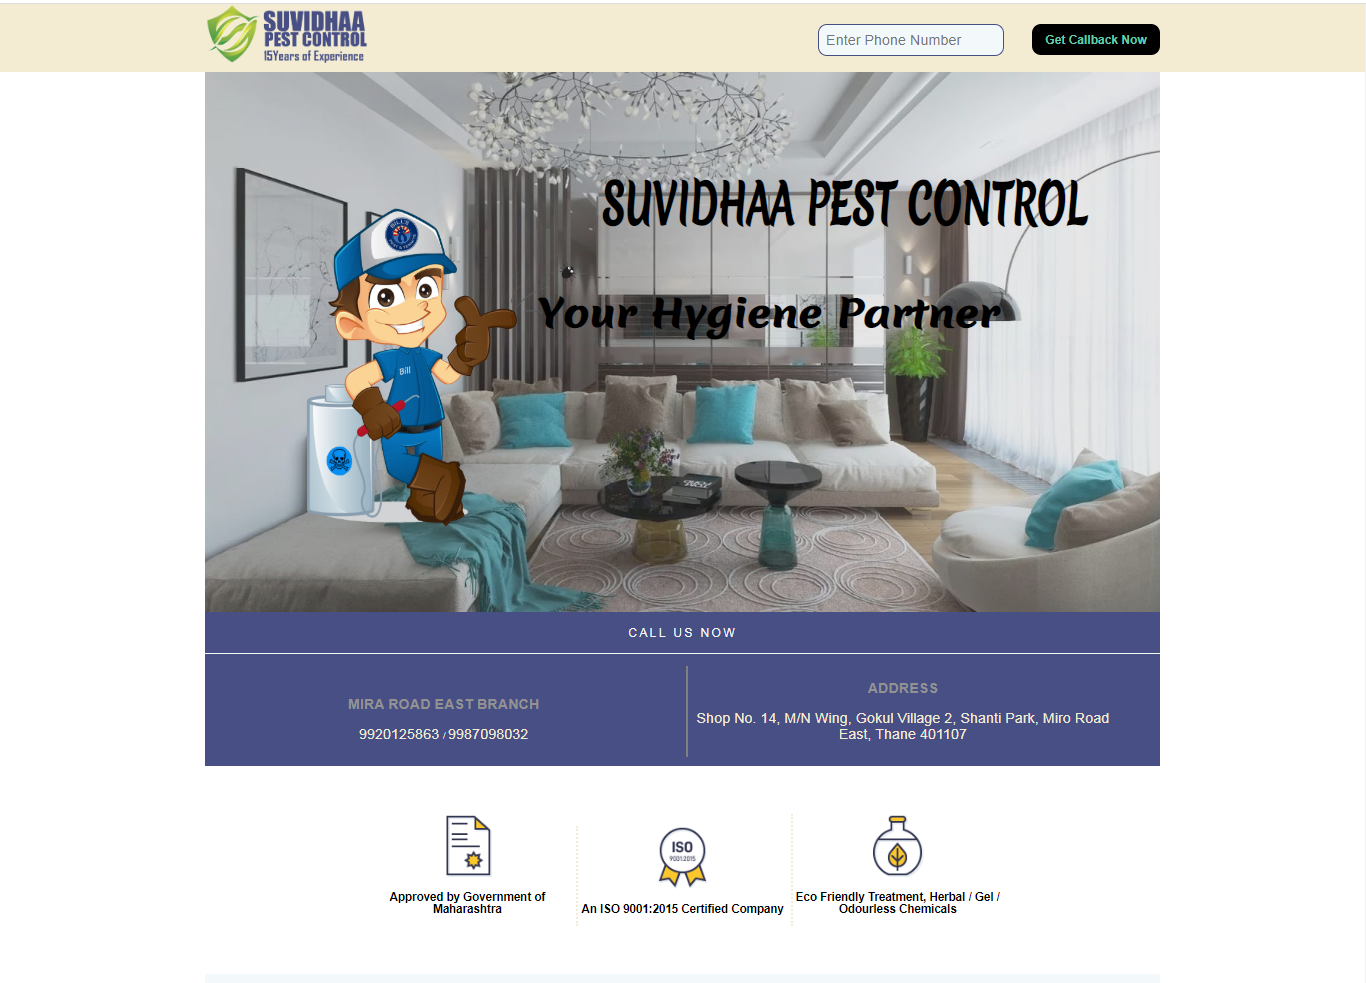 SUVIDHAA
PEST CONTROL
15Years of Experience
Enter Phone Number
Get Callback Now
SUVIDHAA PEST CONTROL
BILL'S
Your Hygiene Partner
Bill
CALL US NOW
MIRA ROAD EAST BRANCH
9920125863 / 9987098032
ADDRESS
Shop No. 14, M/N Wing, Gokul Village 2, Shanti Park, Miro Road
East, Thane 401107
Approved by Government of
Maharashtra
ISO
9001:2015
An ISO 9001:2015 Certified Company
Eco Friendly Treatment, Herbal / Gel /
Odourless Chemicals